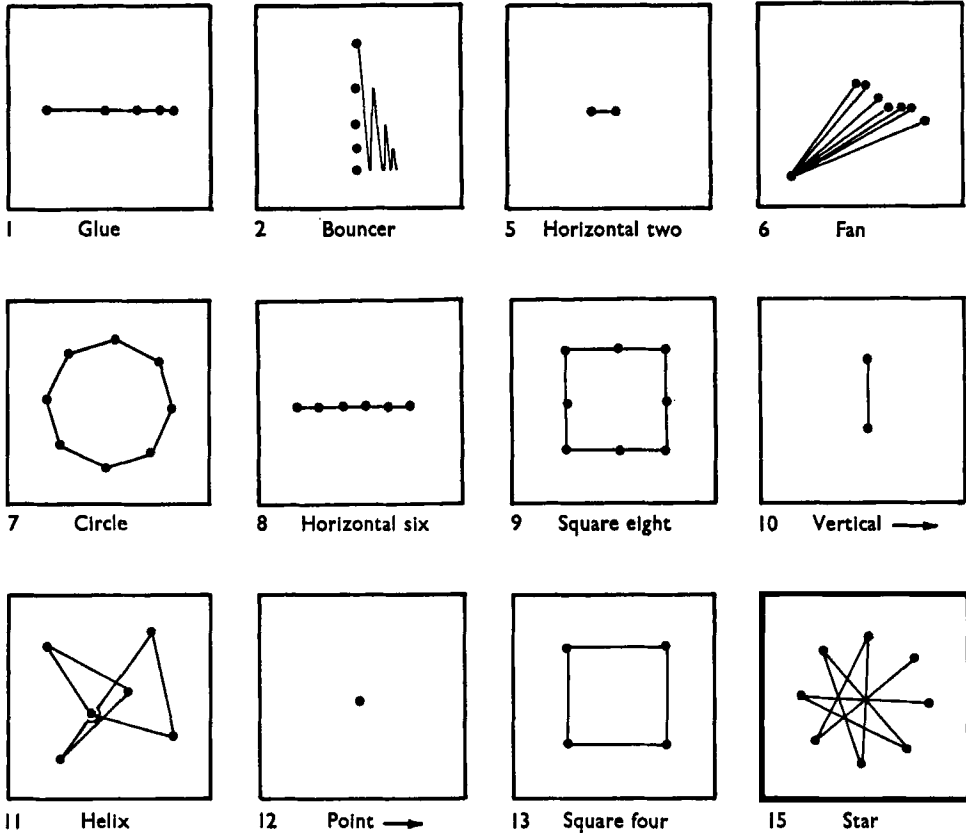 1 Glue
2 Bouncer
5 Horizontal two
6 Fan
7 Circle
8 Horizontal six
9 Square eight
10 Vertical
11 Helix
12 Point
13 Square four
15 Star